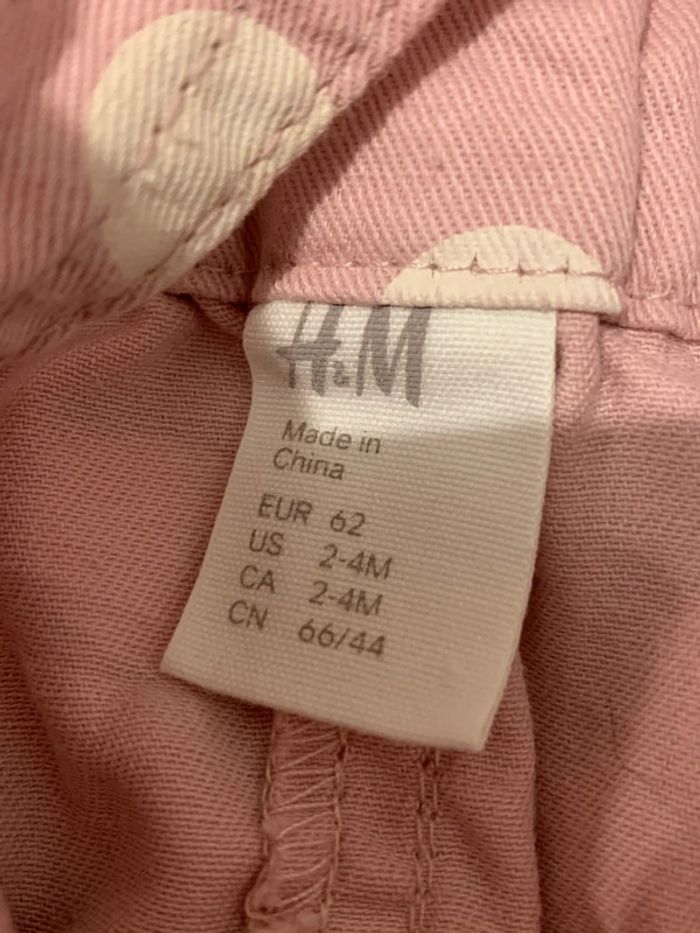 H&M
Made in
China
EUR 62
US 2-4M
CA 2-4M
CN 66/44